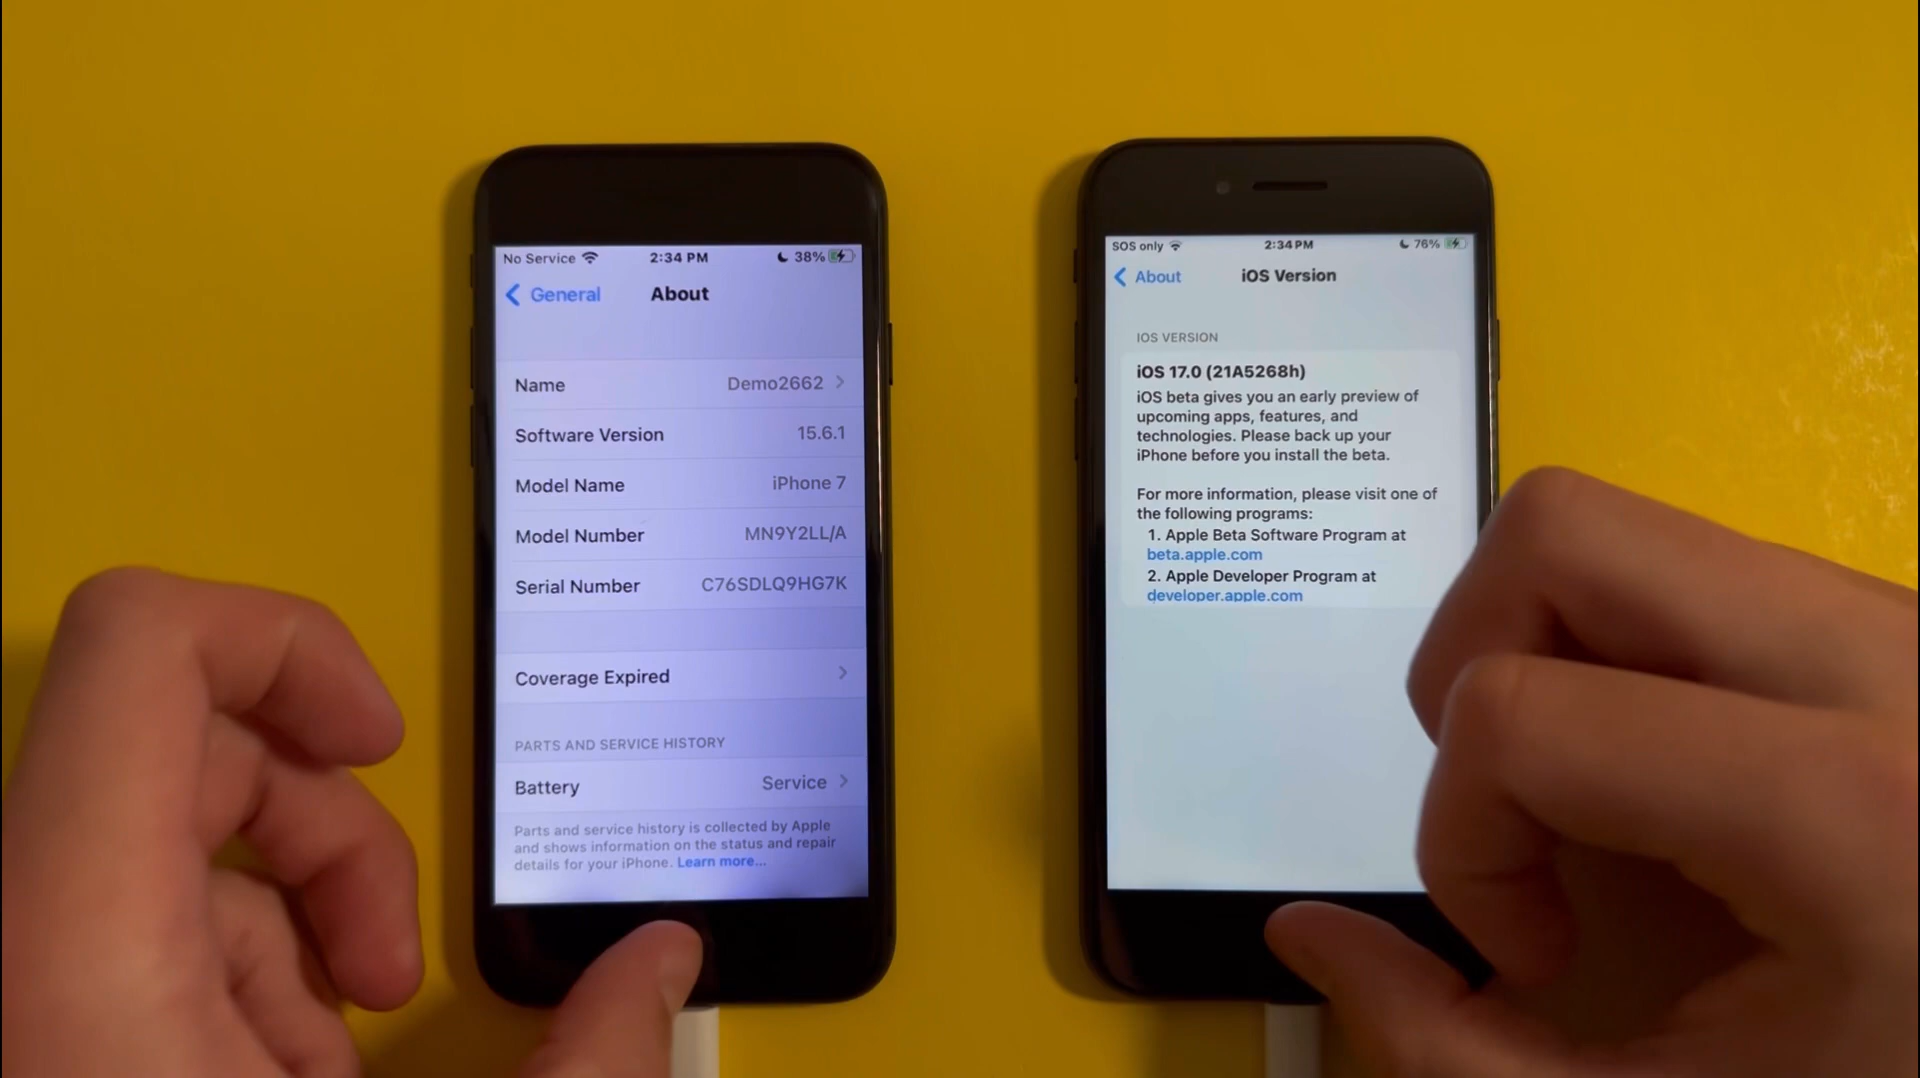 No Service 2:34 PM 38%
General About
Name Demo2662
Software Version 15.6.1
Model Name iPhone 7
Model Number MN9Y2LL/A
Serial Number C76SDLQ9HG7K
Coverage Expired
PARTS AND SERVICE HISTORY
Battery Service
Parts and service history is collected by Apple
and shows information on the status and repair
details for your iPhone. Learn more...
SOS only 2:34 PM 76%
About iOS Version
IOS VERSION
iOS 17.0 (21A5268h)
iOS beta gives you an early preview of
upcoming apps, features, and
technologies. Please back up your
iPhone before you install the beta.
For more information, please visit one of
the following programs:
1. Apple Beta Software Program at
beta.apple.com
2. Apple Developer Program at
developer.apple.com